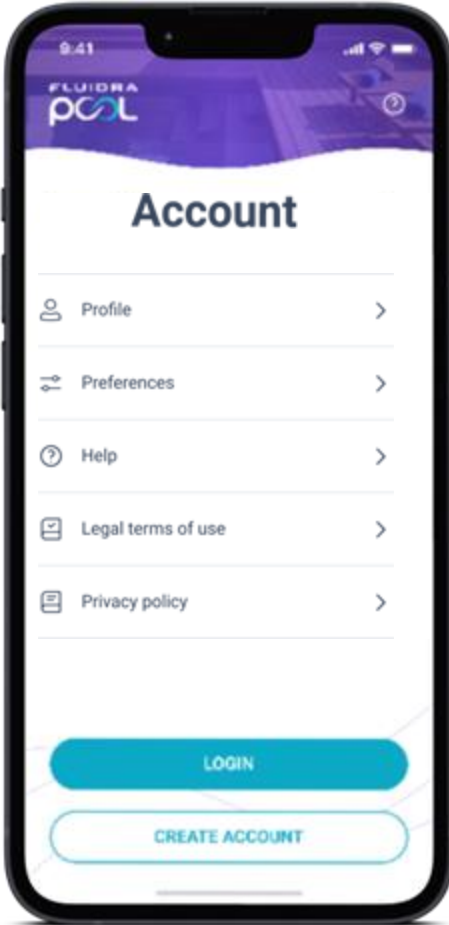 9:41
FLUIDRA
POOL
Account
Profile
Preferences
Help
Legal terms of use
Privacy policy
LOGIN
CREATE ACCOUNT